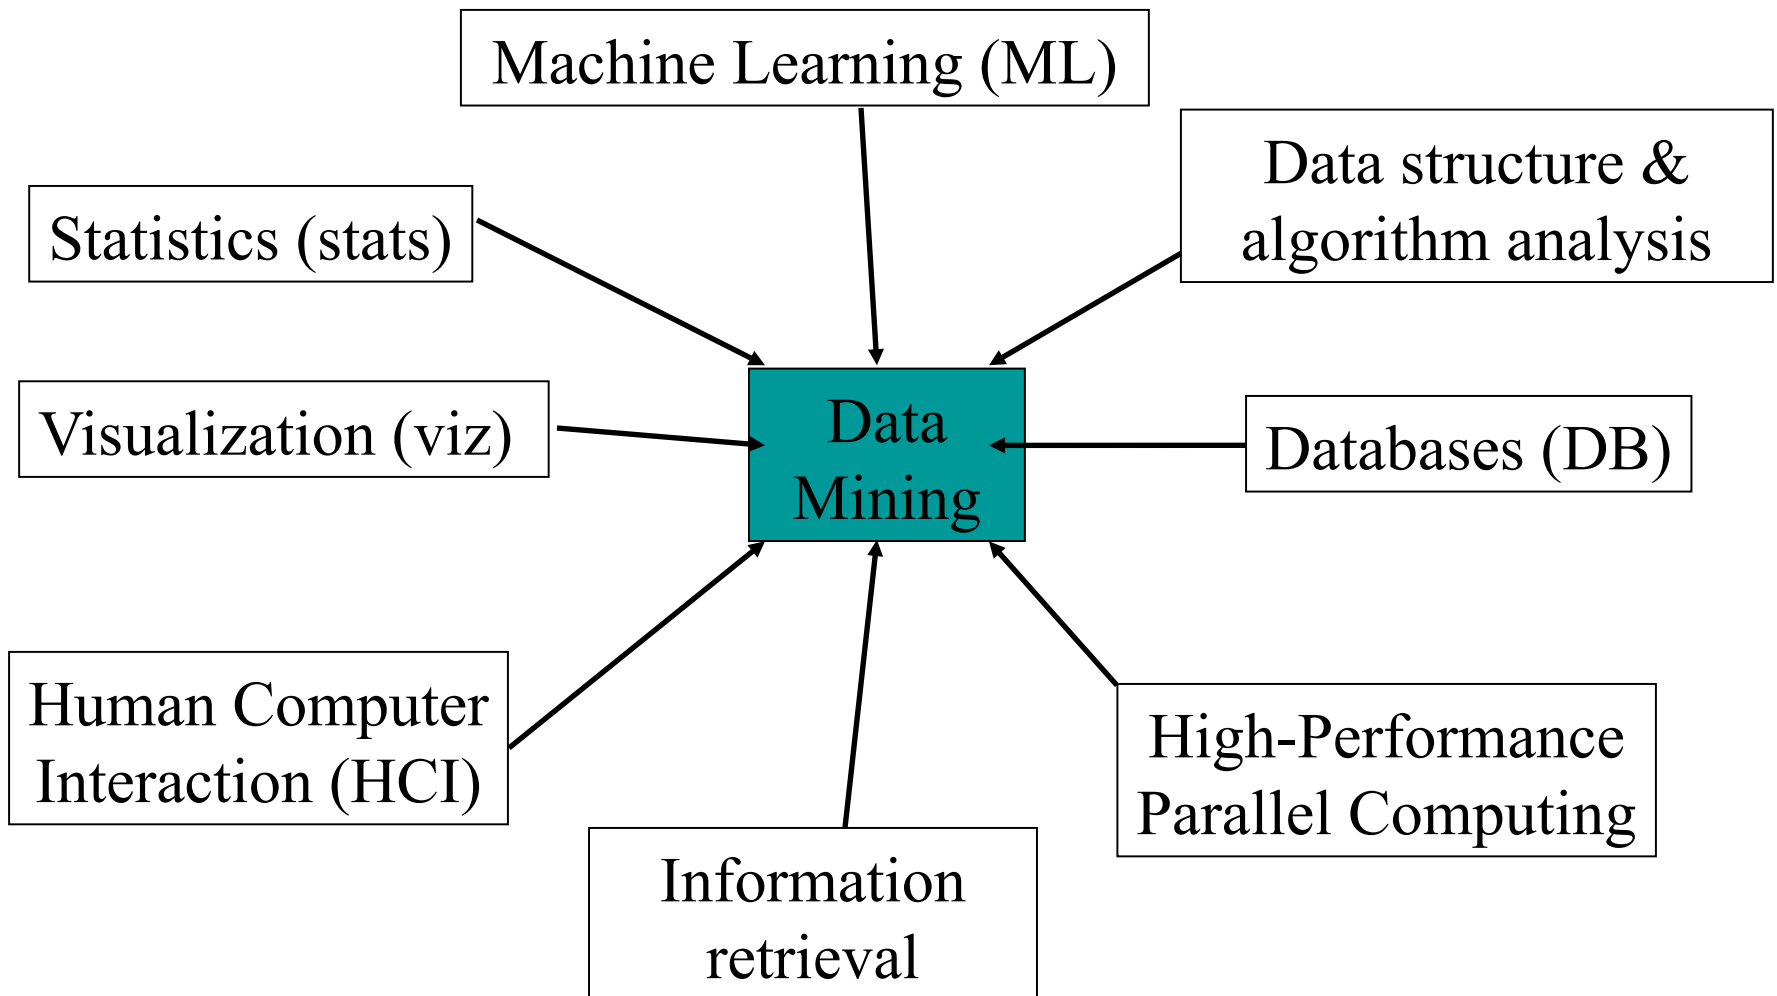 Machine Learning (ML)
Data structure &
algorithm analysis
Statistics (stats)
Visualization (viz)
Data
Mining
Databases (DB)
Human Computer
Interaction (HCI)
High-Performance
Parallel Computing
Information
retrieval